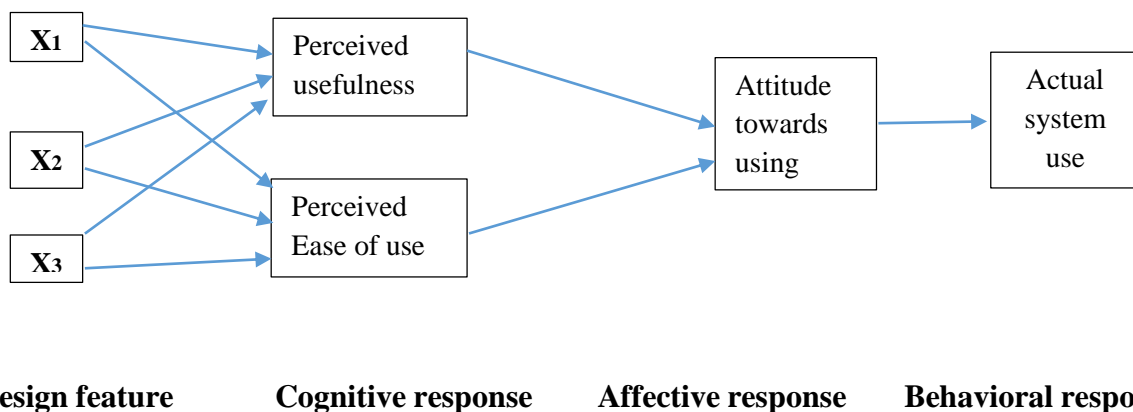 X1
Perceived
usefulness
X2
X3
Perceived
Ease of use
Attitude
towards
using
Actual
system
use
esign feature
Cognitive response
Affective response
Behavioral respo